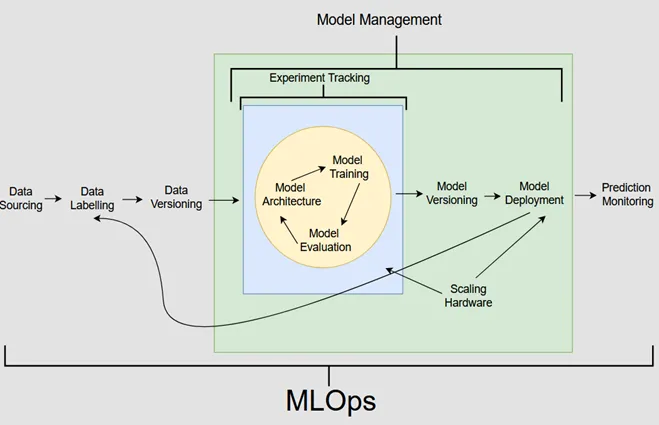 Model Management
Experiment Tracking
Data
Sourcing
Data
Labelling
Data
Versioning
Model
Architecture
Model
Training
Model
Evaluation
Model
Versioning
Model
Deployment
Prediction
Monitoring
Scaling
Hardware
MLOps